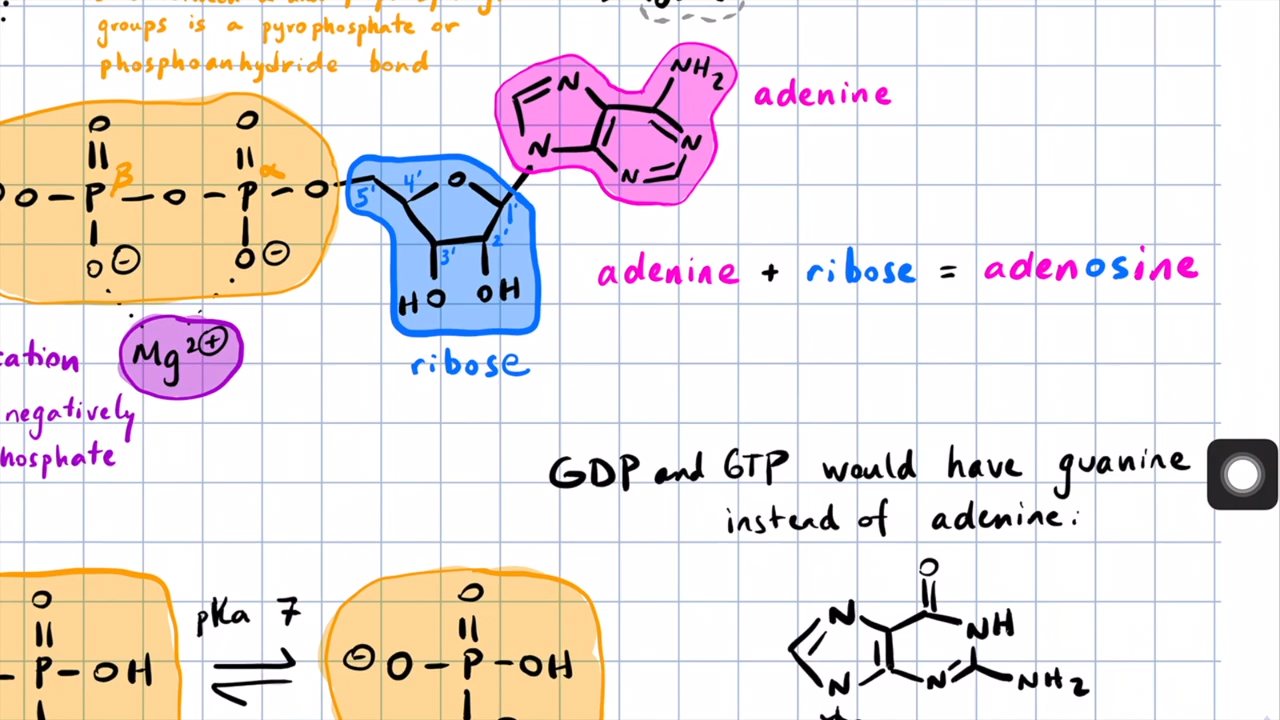 groups is a pyrophosphate or
phosphoanhydride bond
NH2
N
N
N
N
adenine
O
O
β
α
O-P-O-P-O
O⊖
O⊖
5'
4'
O
1'
2'
3'
HO
OH
ribose
adenine + ribose = adenosine
cation
Mg2⊕
negatively
GDP and GTP would have guanine
instead of adenine:
O
P-OH
pKa 7
O
⊖O-P-OH
O
N
NH
N
N
NH2